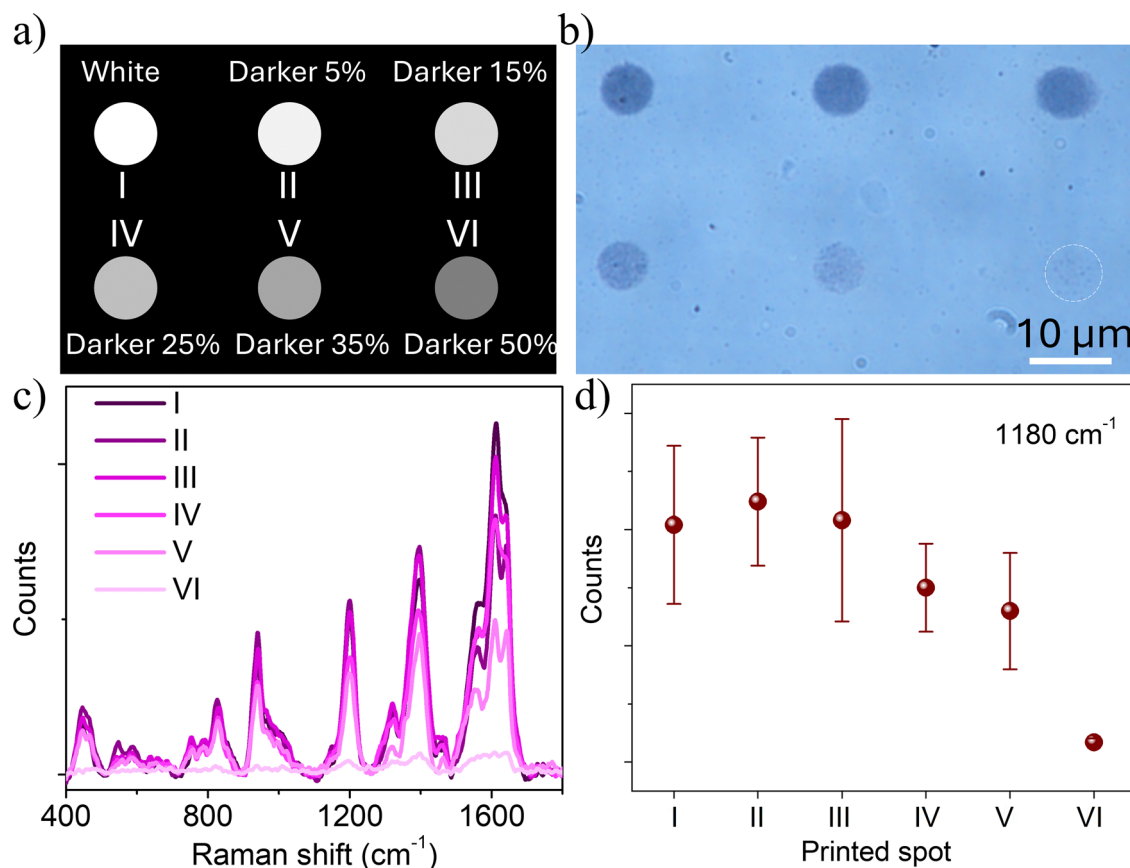 a)
White Darker 5% Darker 15%
I II III
IV V VI
Darker 25% Darker 35% Darker 50%
b)
10 µm
c)
I
II
III
IV
V
VI
Counts
400 800 1200 1600
Raman shift (cm⁻¹)
d)
1180 cm⁻¹
Counts
I II III IV V VI
Printed spot